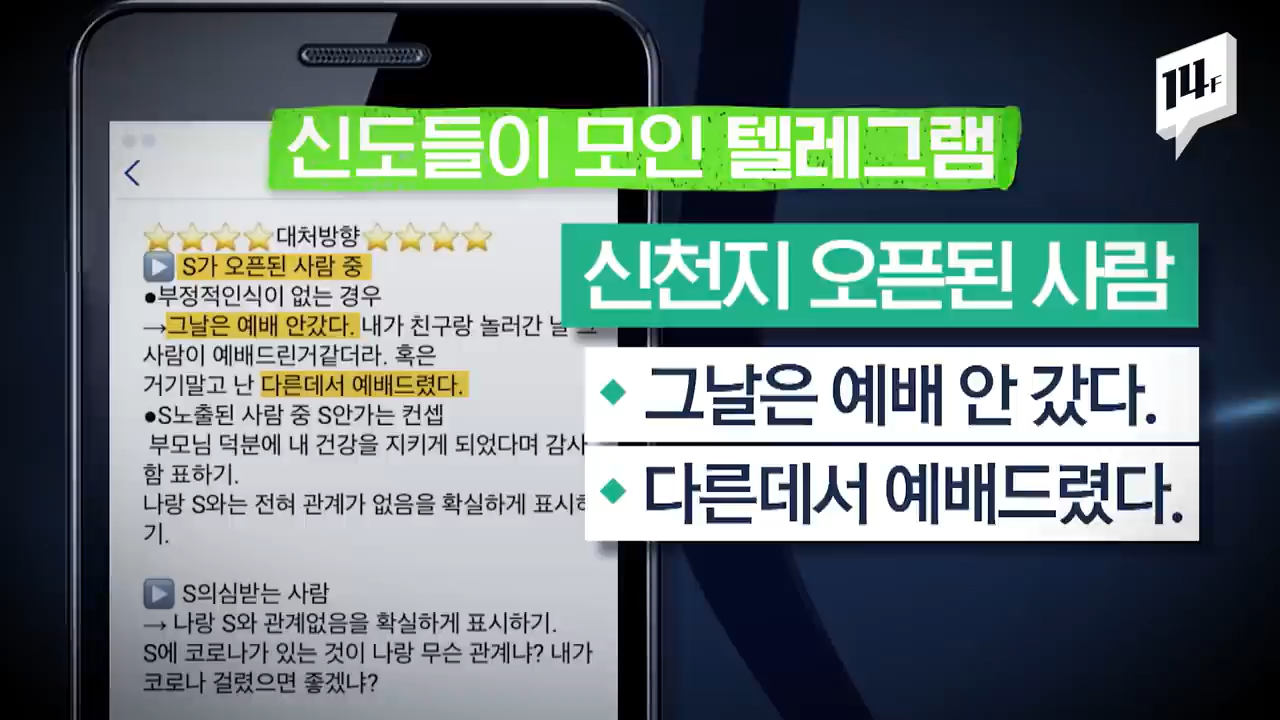 14F
신도들이 모인 텔레그램
⭐⭐⭐⭐대처방향⭐⭐⭐⭐
▶ S가 오픈된 사람 중
●부정적인식이 없는 경우
→그날은 예배 안갔다. 내가 친구랑 놀러간 날
사람이 예배드린거같더라. 혹은
거기말고 난 다른데서 예배드렸다.
●S노출된 사람 중 S안가는 컨셉
부모님 덕분에 내 건강을 지키게 되었다며 감사
함 표하기.
나랑 S와는 전혀 관계가 없음을 확실하게 표시하
기.
▶ S의심받는 사람
→ 나랑 S와 관계없음을 확실하게 표시하기.
S에 코로나가 있는 것이 나랑 무슨 관계냐? 내가
코로나 걸렸으면 좋겠냐?
신천지 오픈된 사람
◆ 그날은 예배 안 갔다.
◆ 다른데서 예배드렸다.